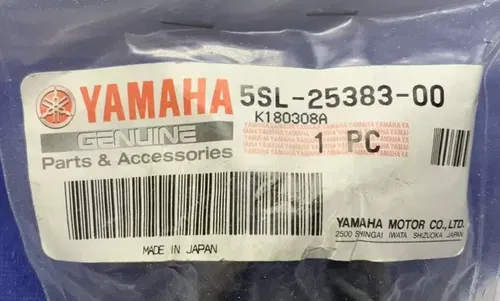 YAMAHA 5SL-25383-00
GENUINE K180308A
Parts & Accessories 1 PC
YAMAHA MOTOR CO., LTD.
MADE IN JAPAN 2500 SHINGAI IWATA SHIZUOKA JAPAN